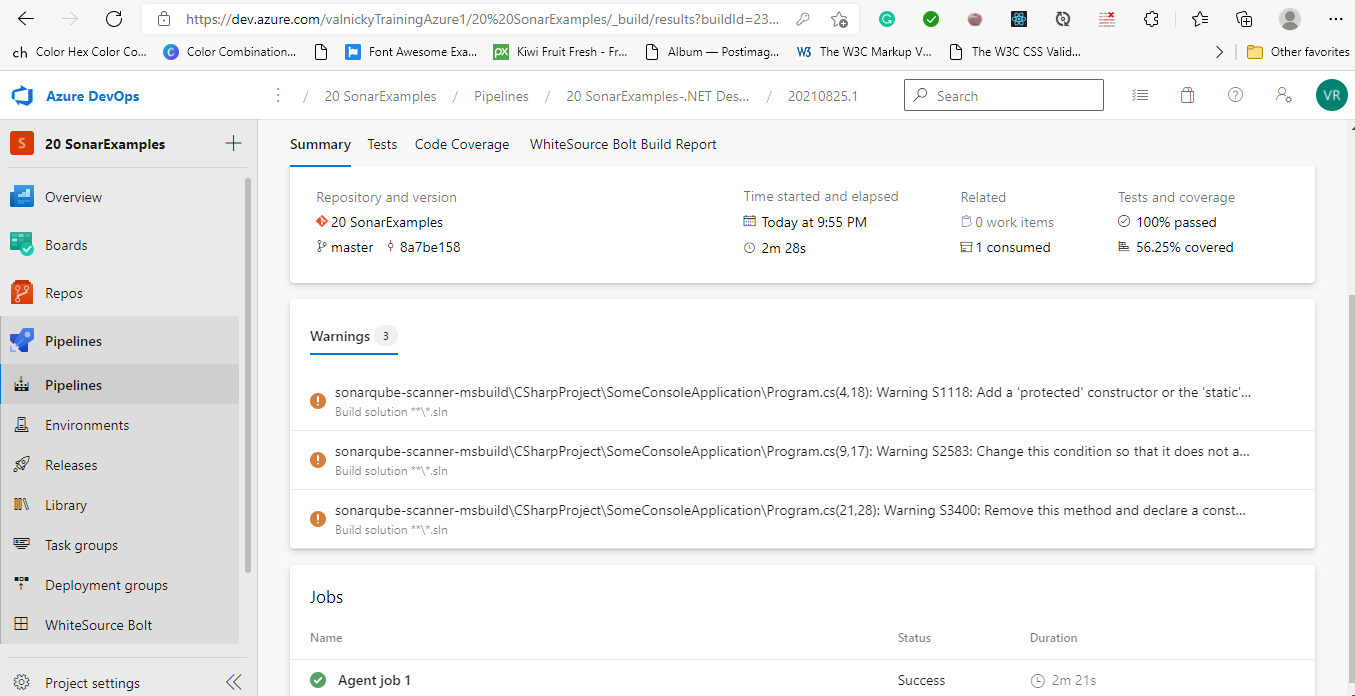 https://dev.azure.com/valnickyTrainingAzure1/20%20SonarExamples/_build/results?buildId=23...
ch Color Hex Color Co... C Color Combination... Font Awesome Exa... PX Kiwi Fruit Fresh - Fr... Album — Postimag... W3 The W3C Markup V... The W3C CSS Valid... Other favorites
Azure DevOps / 20 SonarExamples / Pipelines / 20 SonarExamples-.NET Des... / 20210825.1 Search VR
S 20 SonarExamples
Overview
Boards
Repos
Pipelines
Pipelines
Environments
Releases
Library
Task groups
Deployment groups
WhiteSource Bolt
Project settings
Summary Tests Code Coverage WhiteSource Bolt Build Report
Repository and version Time started and elapsed Related Tests and coverage
20 SonarExamples Today at 9:55 PM 0 work items 100% passed
master 8a7be158 2m 28s 1 consumed 56.25% covered
Warnings 3
sonarqube-scanner-msbuild\CSharpProject\SomeConsoleApplication\Program.cs(4,18): Warning S1118: Add a 'protected' constructor or the 'static'...
Build solution **\*.sln
sonarqube-scanner-msbuild\CSharpProject\SomeConsoleApplication\Program.cs(9,17): Warning S2583: Change this condition so that it does not a...
Build solution **\*.sln
sonarqube-scanner-msbuild\CSharpProject\SomeConsoleApplication\Program.cs(21,28): Warning S3400: Remove this method and declare a const...
Build solution **\*.sln
Jobs
Name Status Duration
Agent job 1 Success 2m 21s